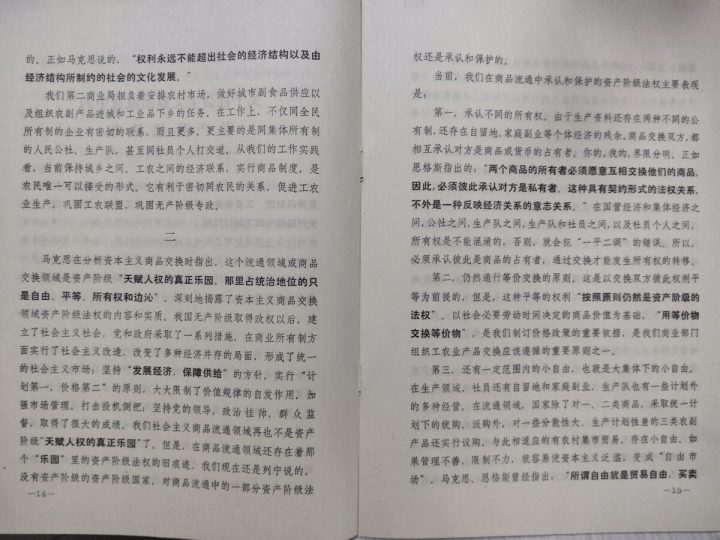 的。正如马克思说的，“权利永远不能超出社会的经济结构以及由
经济结构所制约的社会的文化发展。”
我们第二商业局担负着安排农村市场，做好城市副食品供应以
及组织农副产品进城和工业品下乡的任务。在工作上，不仅同全民
所有制的企业有密切的联系，而且更多、更主要的是同集体所有制
的人民公社、生产队，甚至同社员个人打交道。从我们的工作实践
看，当前保持城乡之间、工农之间的经济联系，实行商品制度，是
农民唯一可以接受的形式。它有利于密切同农民的关系，促进工农
业生产，巩固工农联盟，巩固无产阶级专政。
二
马克思在分析资本主义商品交换时指出，这个流通领域或商品
交换领域是资产阶级“天赋人权的真正乐园。那里占统治地位的只
是自由、平等、所有权和边沁”，深刻地揭露了资本主义商品交换
领域资产阶级法权的内容和实质。我国无产阶级取得政权以后，建
立了社会主义社会，党和政府采取了一系列措施，在商业所有制方
面实行了社会主义改造，改变了多种经济并存的局面，形成了统一
的社会主义市场；坚持“发展经济，保障供给”的方针，实行“计
划第一，价格第二”的原则，大大限制了价值规律的自发作用。加
强市场管理，打击投机倒把；坚持党的领导，政治挂帅，群众监
督，取得了很大的成绩。我们社会主义商品流通领域再也不是资产
阶级“天赋人权的真正乐园”了。但是，在商品流通领域还存在着那
个“乐园”里的资产阶级法权的旧痕迹。我们现在还是列宁说的，
没有资产阶级的资产阶级国家，对商品流通中的一部分资产阶级法
—14—
权还是承认和保护的。
当前，我们在商品流通中承认和保护的资产阶级法权主要表现
是：
第一，承认不同的所有权。由于生产资料还存在两种不同的公
有制，还存在自留地、家庭副业等个体经济的残余。商品交换双方，都
相互承认对方是商品或货币的占有者。你的，我的，界限分明。正如
恩格斯指出的：“两个商品的所有者必须愿意互相交换他们的商品，
因此，必须彼此承认对方是私有者。这种具有契约形式的法权关系，
不外是一种反映经济关系的意志关系。”在国营经济和集体经济之
间，公社之间，生产队之间，生产队和社员之间，以及社员个人之间，
所有权是不能混淆的，否则，就会犯“一平二调”的错误。所以，
必须承认彼此是商品的占有者，通过交换才能发生所有权的转移。
第二，仍然通行等价交换的原则。这是以交换双方彼此权利平
等为前提的，但是，这种平等的权利“按照原则仍然是资产阶级的
法权”。以社会必要劳动时间决定的商品价值为基础，“用等价物
交换等价物”，是我们制订价格政策的重要依据，是我们商业部门
组织工农业产品交换应该遵循的重要原则之一。
第三，还有一定范围内的小自由，也就是大集体下的小自由。
在生产领域，社员还有自留地和家庭副业，生产队也有一些计划外
的多种经营。在流通领域，国家除了对一、二类商品，采取统一计
划下的统购、派购外，对一些分散性大、生产计划性差的三类农副
产品还实行议购。与此相适应的有农村集市贸易，存在小自由。如
果管理不善，限制不力，就容易使资本主义泛滥，变成“自由市
场”。马克思、恩格斯曾经指出：“所谓自由就是贸易自由，买卖
—15—